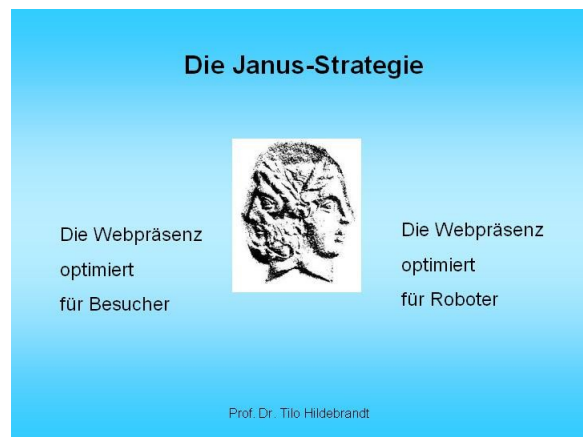 Die Janus-Strategie
Die Webpräsenz
optimiert
für Besucher
Die Webpräsenz
optimiert
für Roboter
Prof. Dr. Tilo Hildebrandt